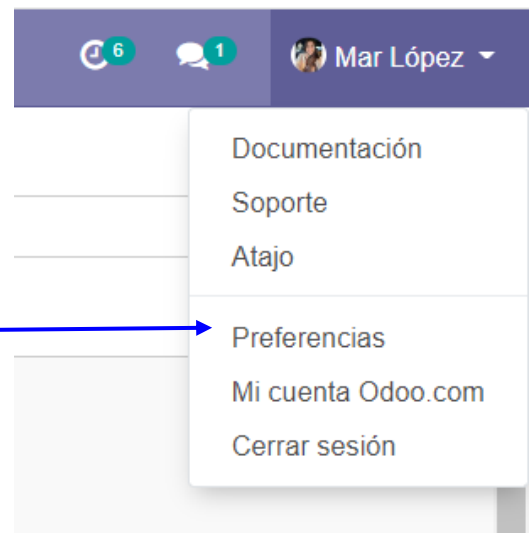 6 1 Mar López
Documentación
Soporte
Atajo
Preferencias
Mi cuenta Odoo.com
Cerrar sesión